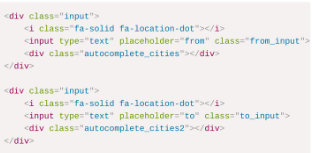 <div class="input">
<i class="fa-solid fa-location-dot"></i>
<input type="text" placeholder="from" class="from_input">
<div class="autocomplete_cities"></div>
</div>
<div class="input">
<i class="fa-solid fa-location-dot"></i>
<input type="text" placeholder="to" class="to_input">
<div class="autocomplete_cities2"></div>
</div>